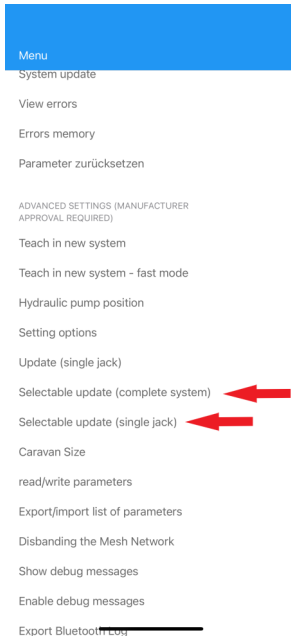 Menu
System update
View errors
Errors memory
Parameter zurücksetzen
ADVANCED SETTINGS (MANUFACTURER
APPROVAL REQUIRED)
Teach in new system
Teach in new system - fast mode
Hydraulic pump position
Setting options
Update (single jack)
Selectable update (complete system)
Selectable update (single jack)
Caravan Size
read/write parameters
Export/import list of parameters
Disbanding the Mesh Network
Show debug messages
Enable debug messages
Export Bluetooth Log